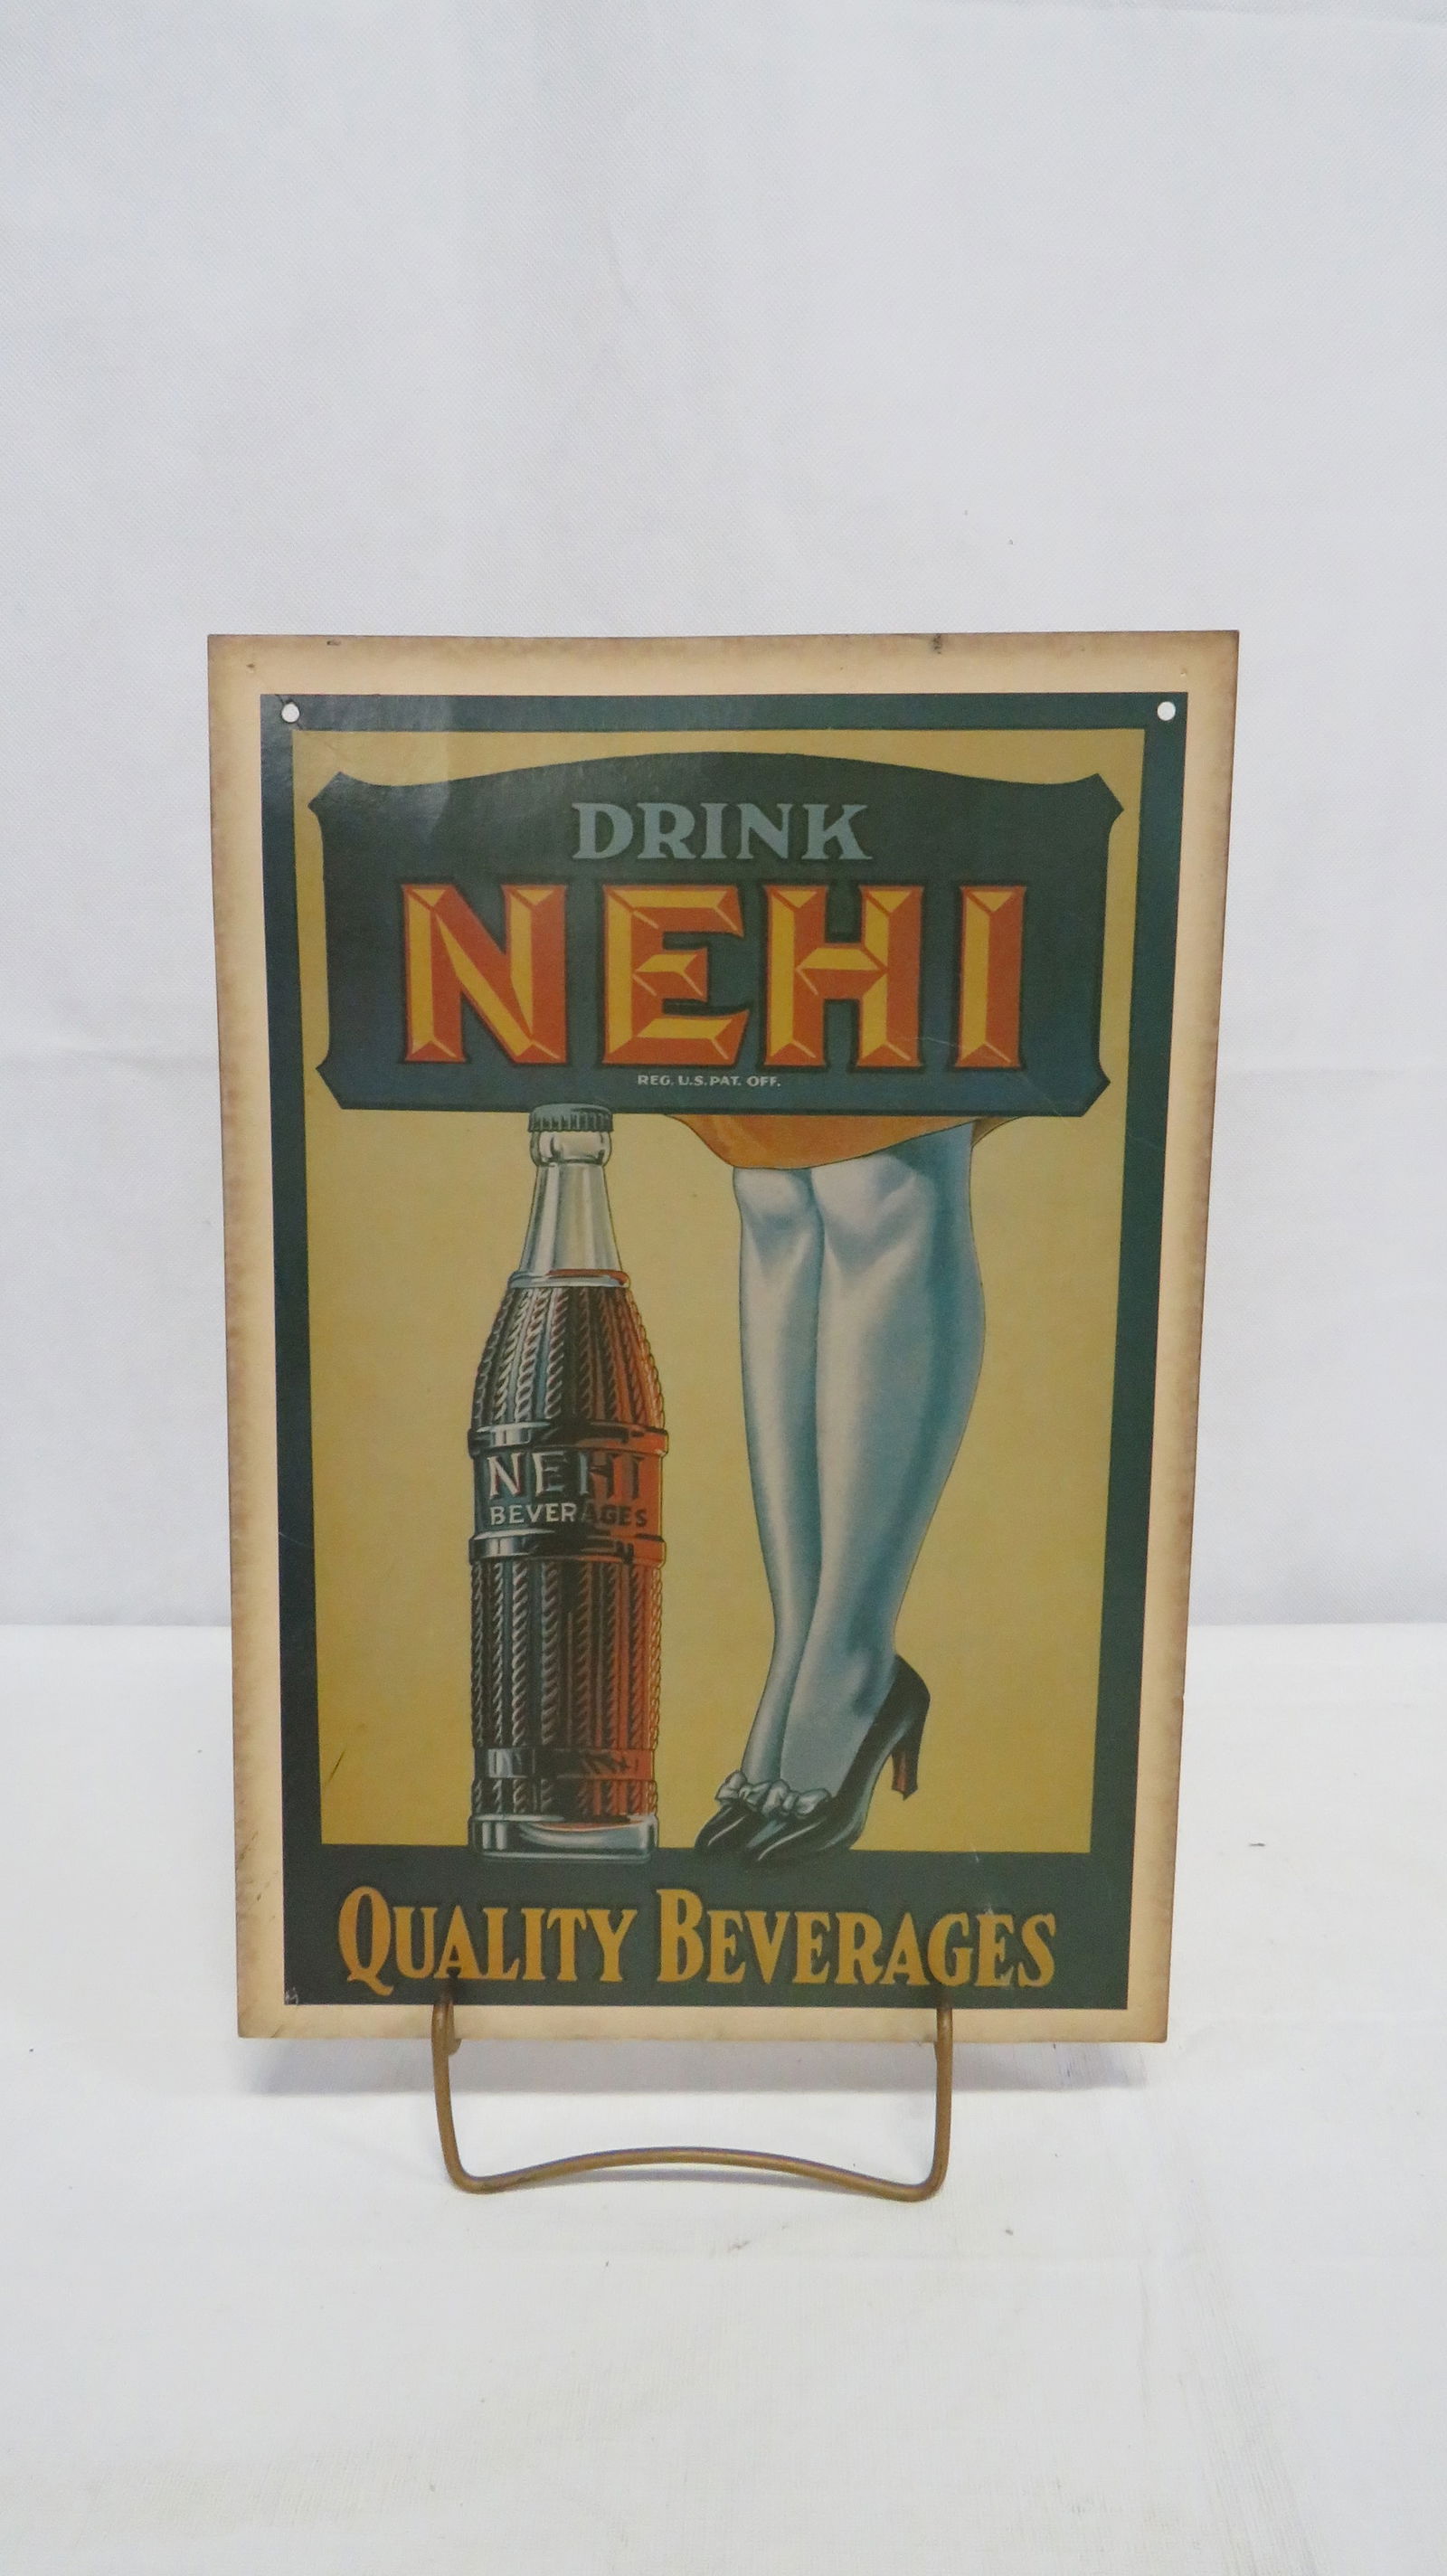 DRINK
NEHI
REG. U.S. PAT. OFF.
NEHI
BEVERAGES
QUALITY BEVERAGES